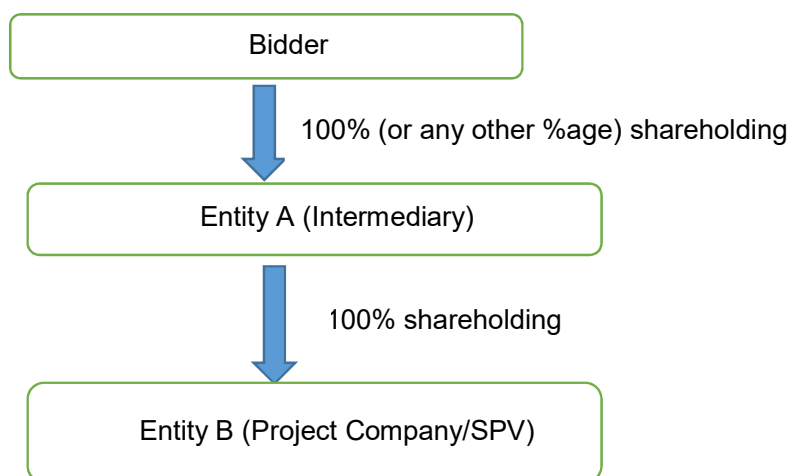 Bidder
100% (or any other %age) shareholding
Entity A (Intermediary)
100% shareholding
Entity B (Project Company/SPV)